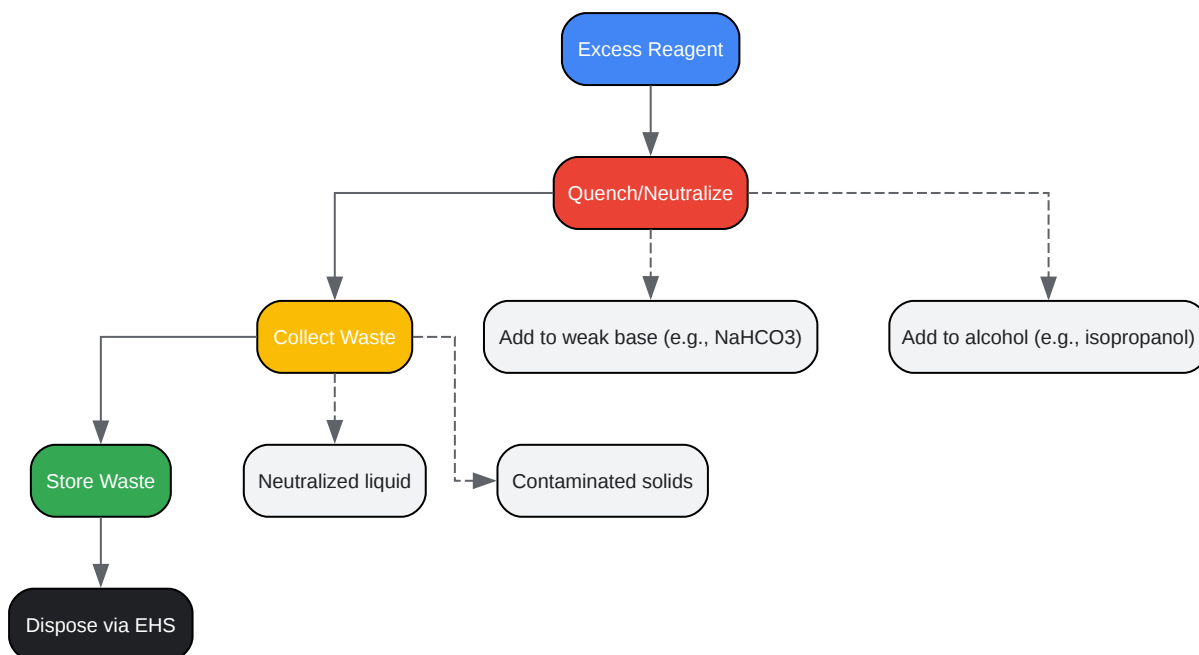 Excess Reagent
Quench/Neutralize
Collect Waste
Add to weak base (e.g., NaHCO3)
Add to alcohol (e.g., isopropanol)
Store Waste
Neutralized liquid
Contaminated solids
Dispose via EHS